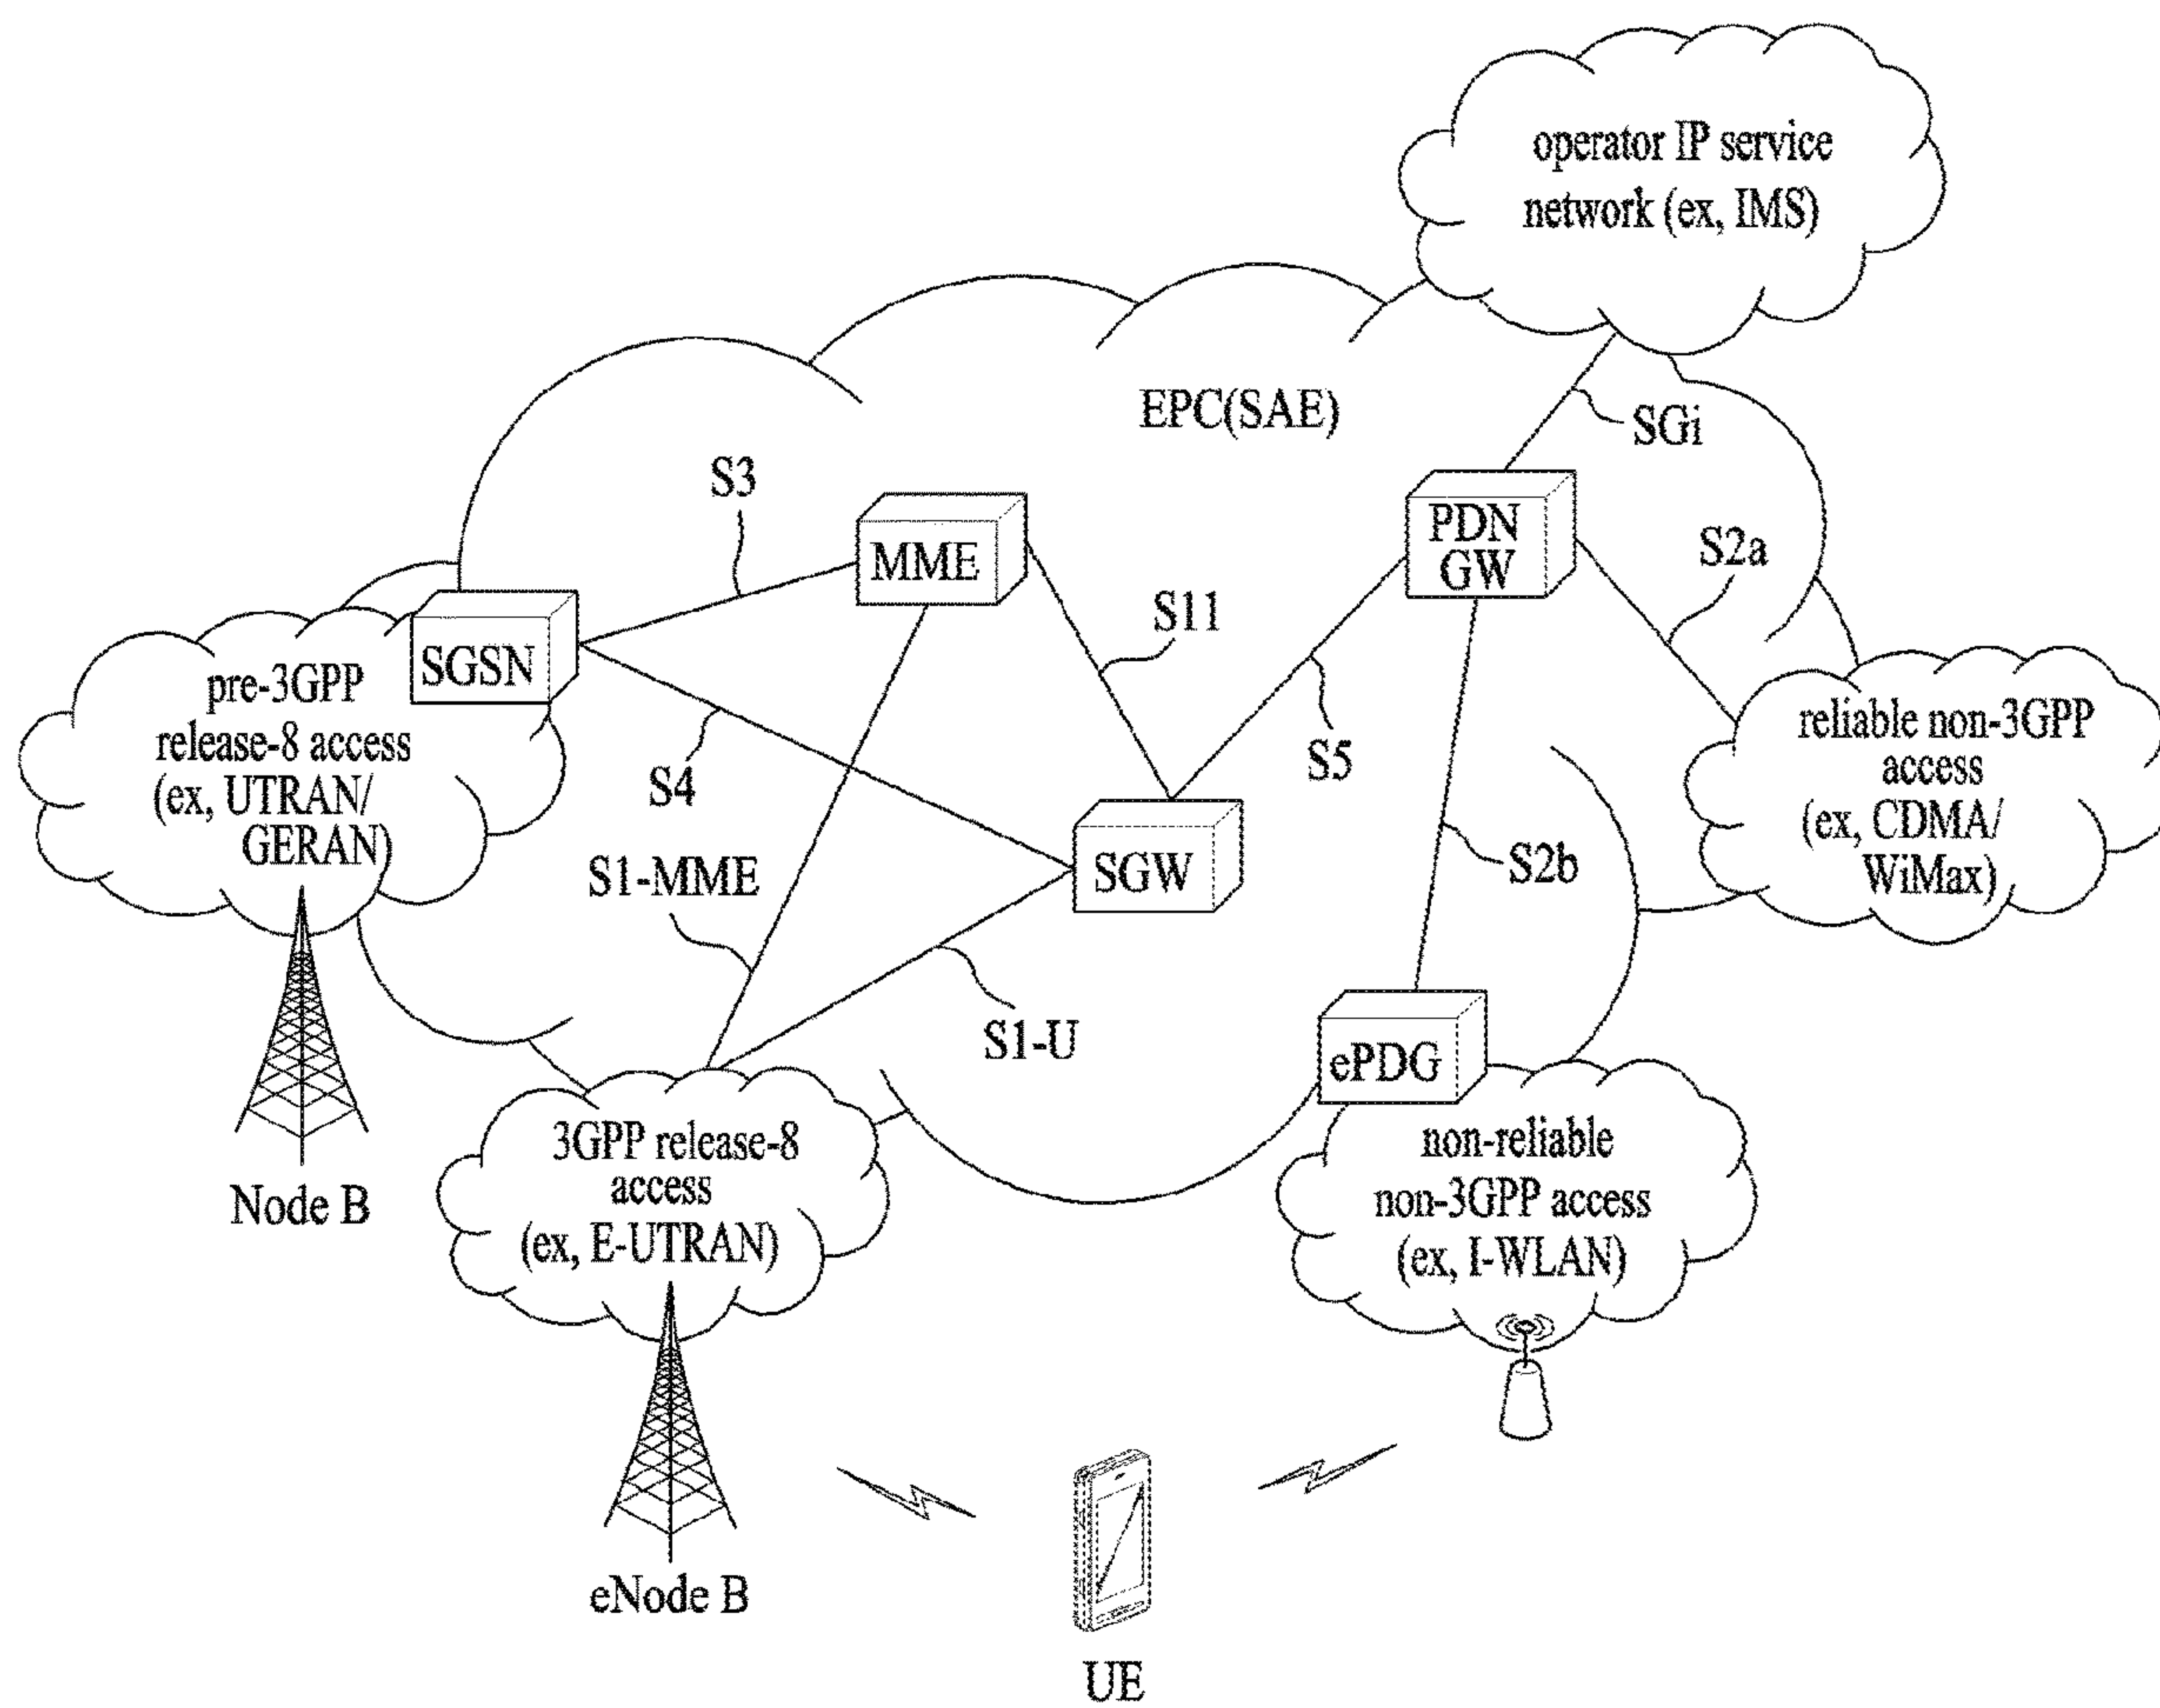 operator IP service
network (ex, IMS)
EPC(SAE)
SGi
S3
MME
PDN
GW
S2a
S11
SGSN
pre-3GPP
release-8 access
(ex, UTRAN/
GERAN)
S4
S5
reliable non-3GPP
access
(ex, CDMA/
WiMax)
S1-MME
SGW
S2b
S1-U
ePDG
Node B
3GPP release-8
access
(ex, E-UTRAN)
non-reliable
non-3GPP access
(ex, I-WLAN)
eNode B
UE